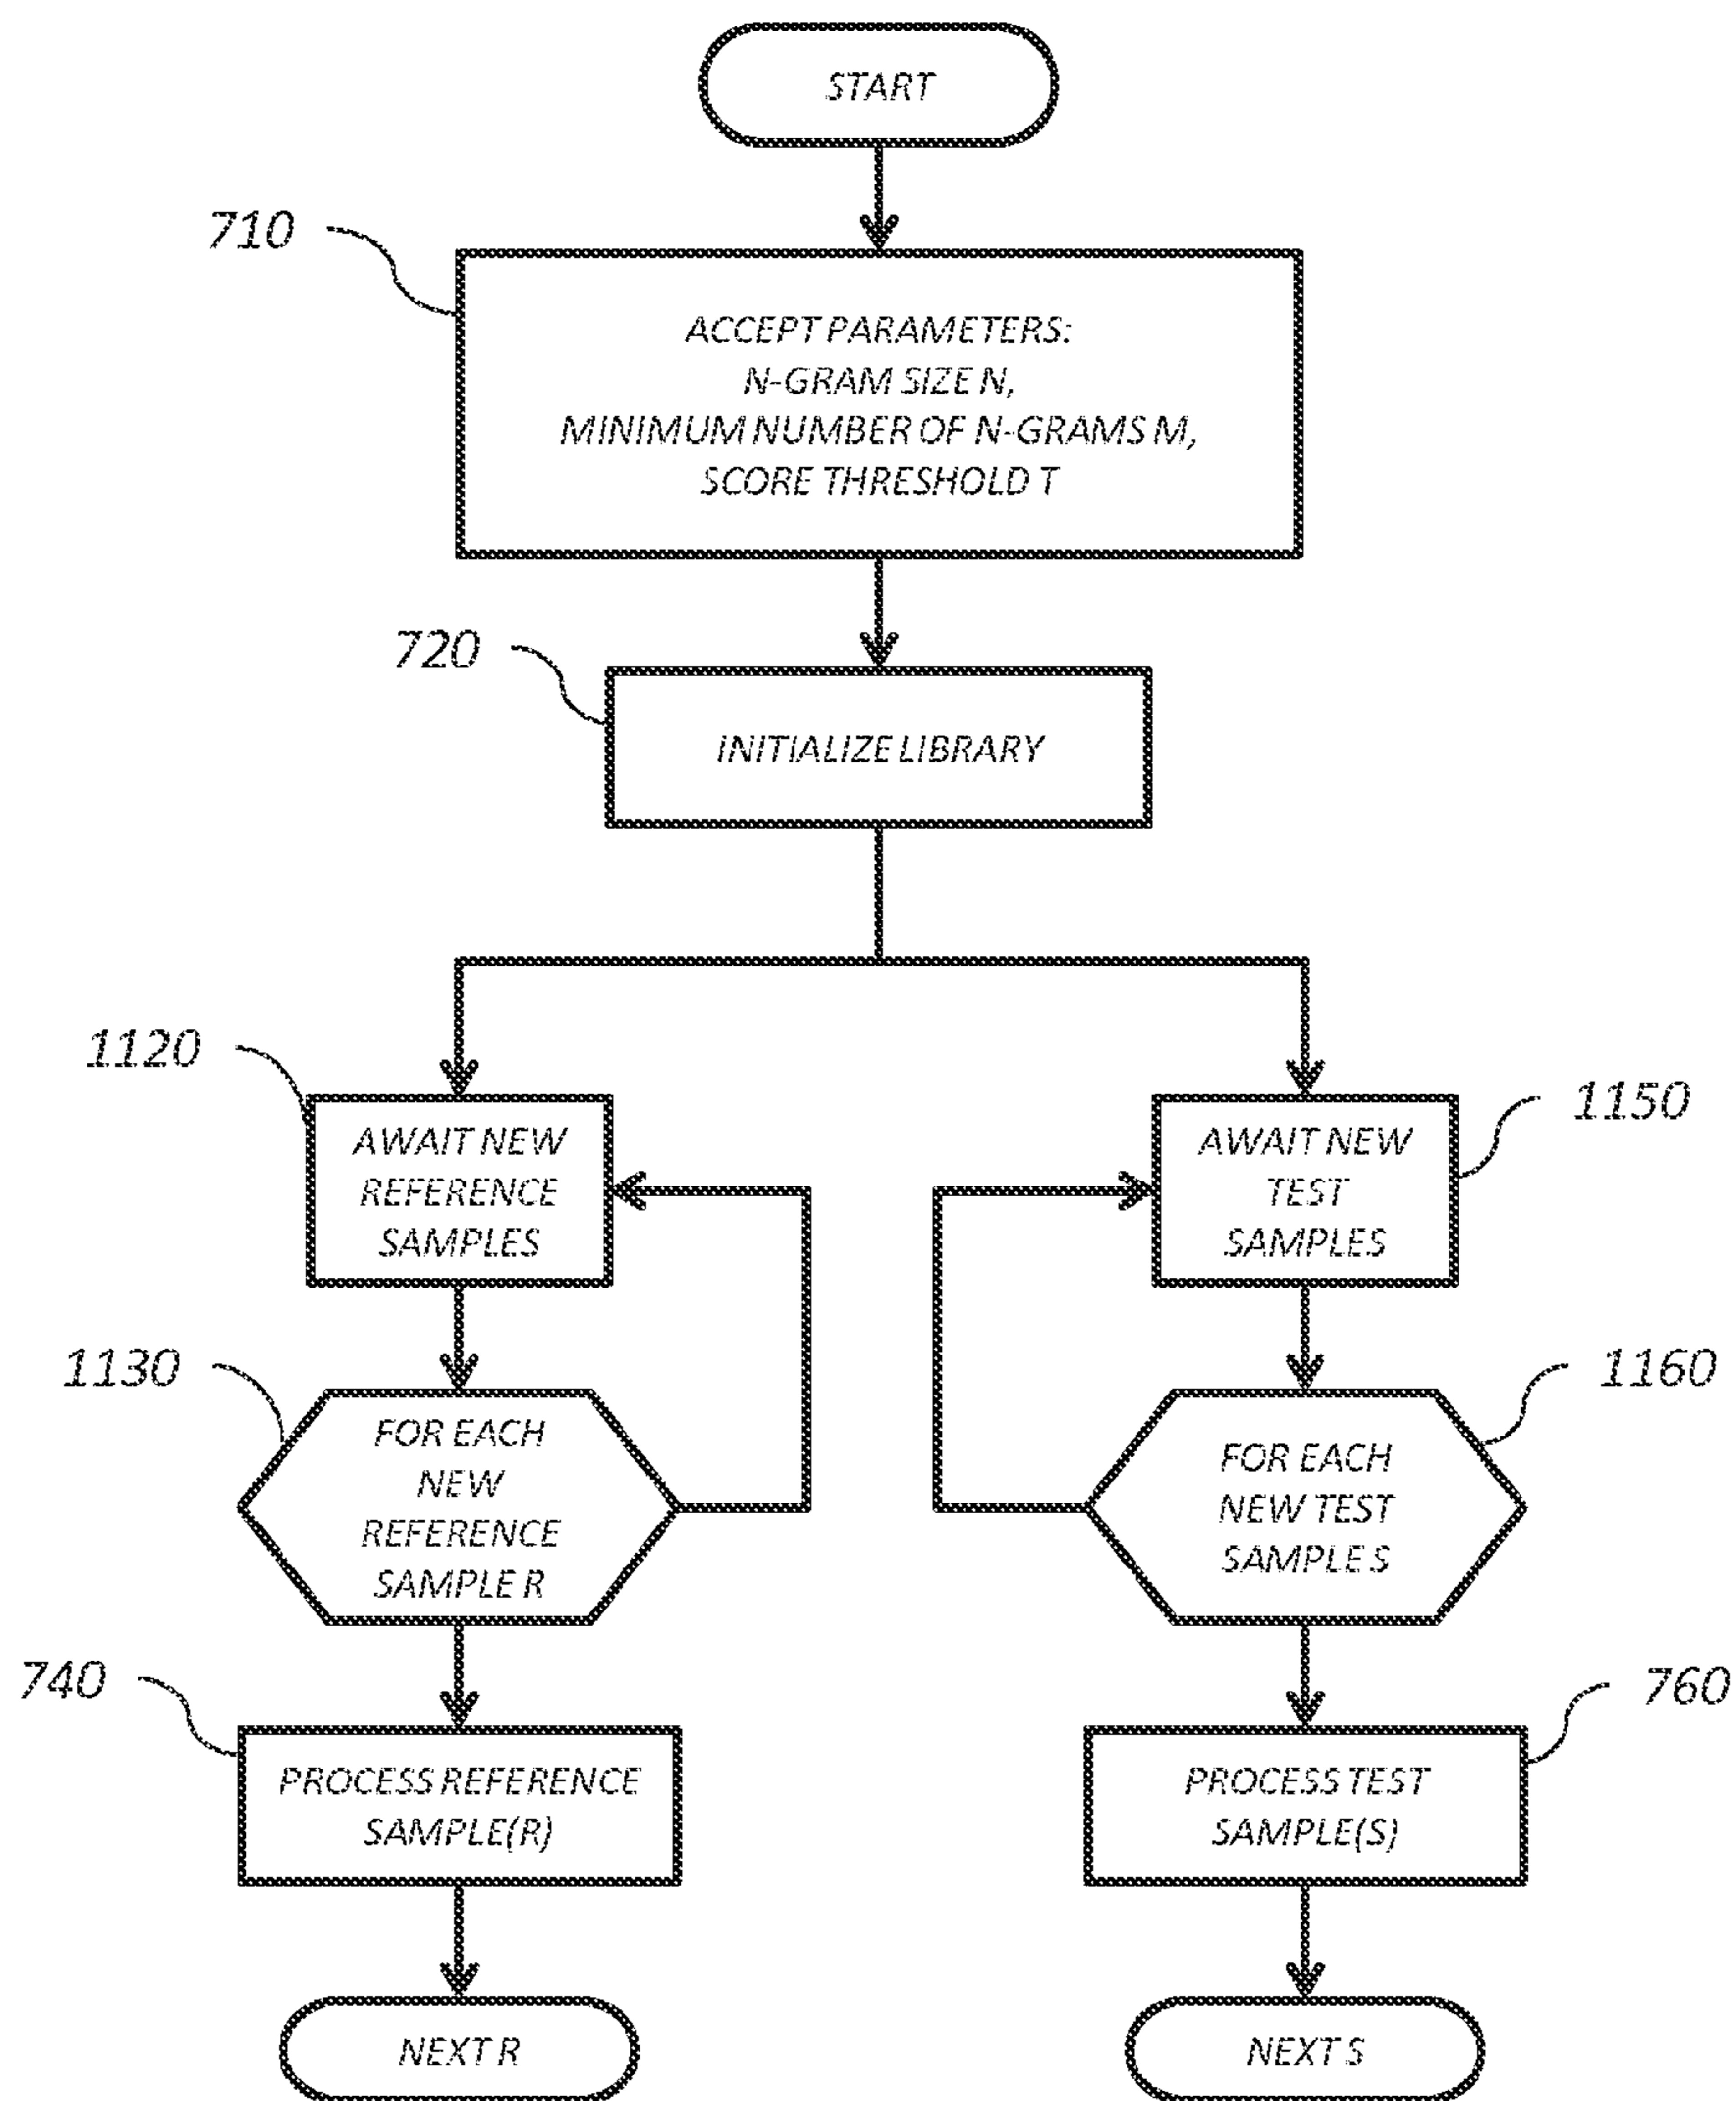 START
710
ACCEPT PARAMETERS:
N-GRAM SIZE N,
MINIMUM NUMBER OF N-GRAMS M,
SCORE THRESHOLD T
720
INITIALIZE LIBRARY
1120
AWAIT NEW
REFERENCE
SAMPLES
1150
AWAIT NEW
TEST
SAMPLES
1130
FOR EACH
NEW
REFERENCE
SAMPLE R
1160
FOR EACH
NEW TEST
SAMPLE S
740
PROCESS REFERENCE
SAMPLE(R)
760
PROCESS TEST
SAMPLE(S)
NEXT R
NEXT S